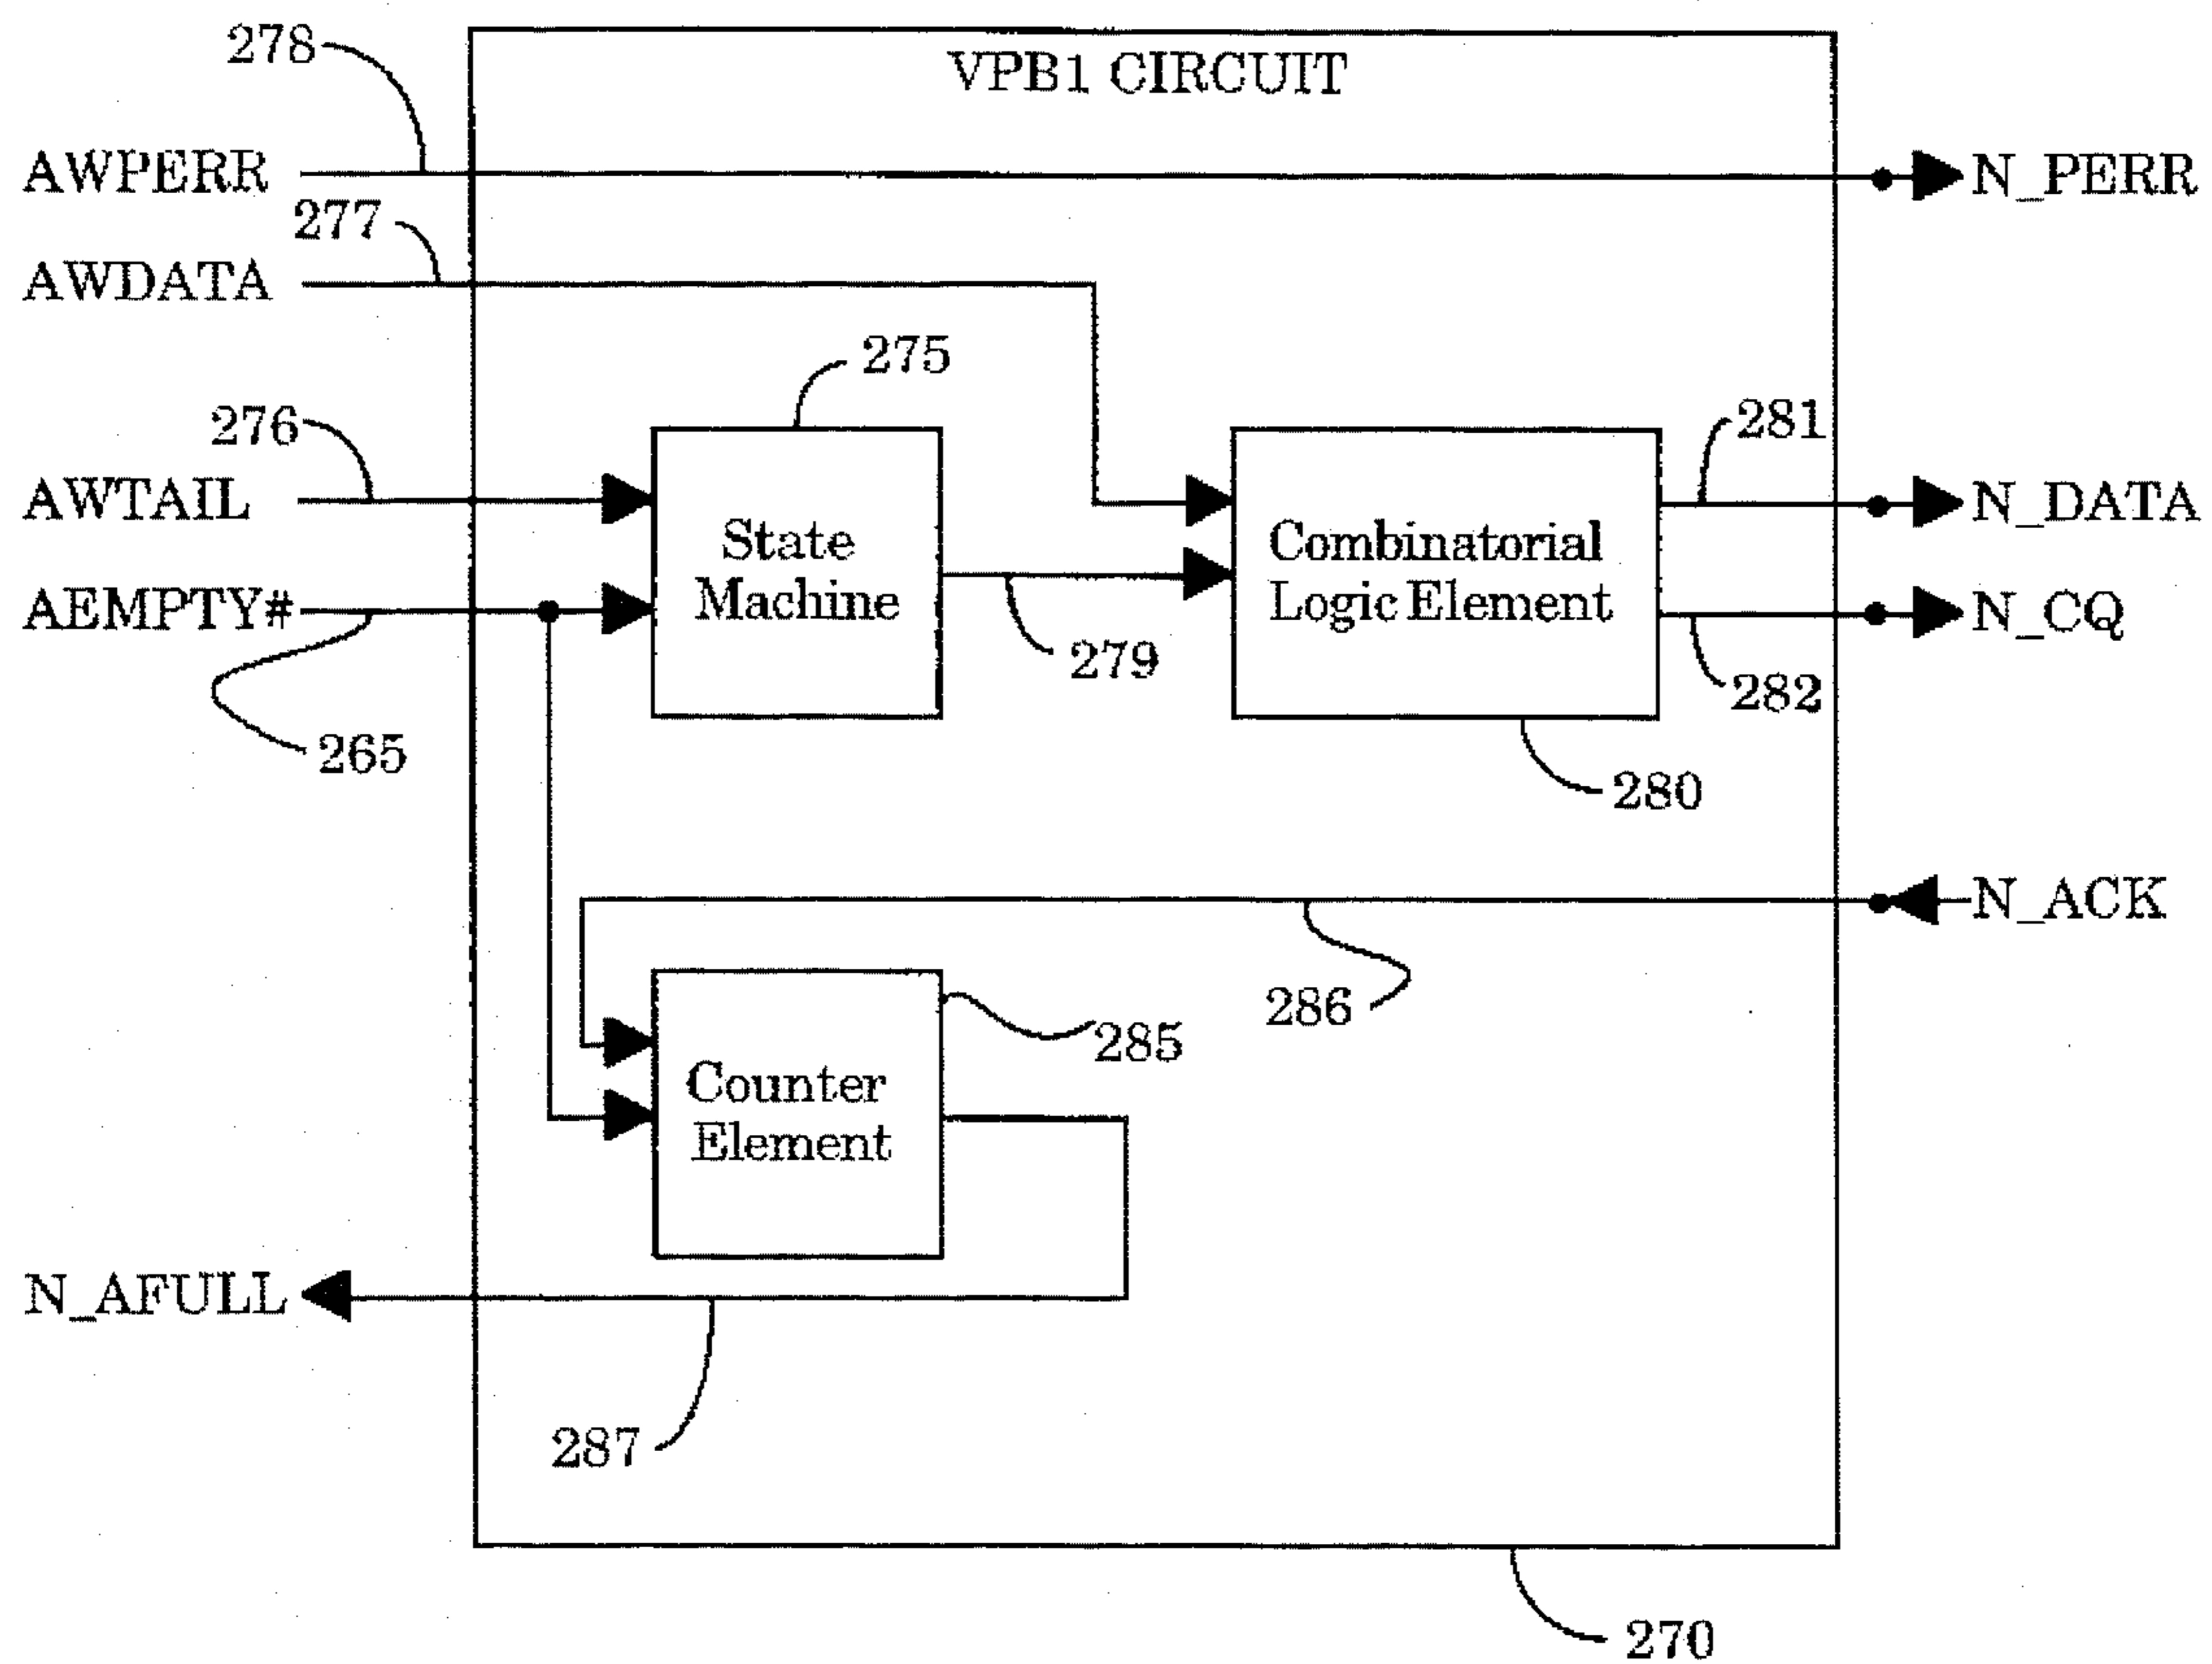 278
VPB1 CIRCUIT
AWPERR
N_PERR
277
AWDATA
275
276
281
AWTAIL
N_DATA
State
Machine
Combinatorial
Logic Element
AEMPTY#
N_CQ
279
282
265
280
N_ACK
286
285
Counter
Element
N_AFULL
287
270